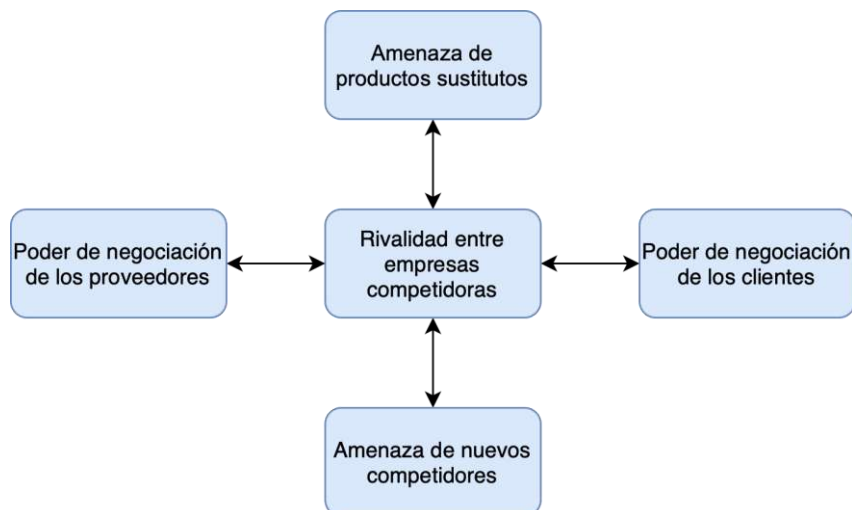 Amenaza de
productos sustitutos
Poder de negociación
de los proveedores
Rivalidad entre
empresas
competidoras
Poder de negociación
de los clientes
Amenaza de nuevos
competidores